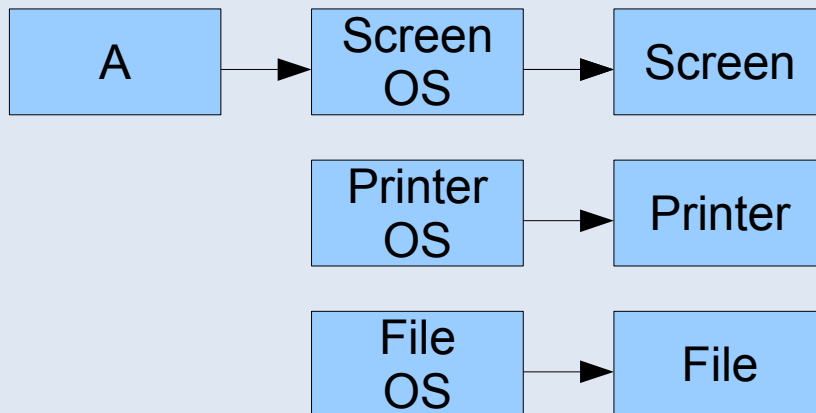 A
Screen
OS
Screen
Printer
OS
Printer
File
OS
File